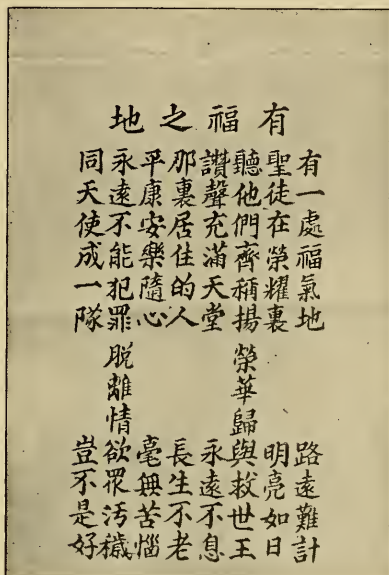 有福之地
有一處福氣地 路遠難計
聖徒在榮耀裏 明亮如日
聽他們齊稱揚 榮華歸與救世王
讚聲充滿天堂 永遠不息
那裏居住的人 長生不老
平康安樂隨心 毫無苦惱
永遠不能犯罪 脫離情欲眾汚穢
同天使成一隊 豈不是好